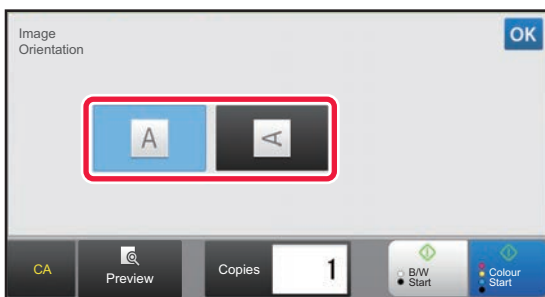 Image
Orientation
OK
A
A
CA
Preview
Copies
1
B/W
Start
Colour
Start